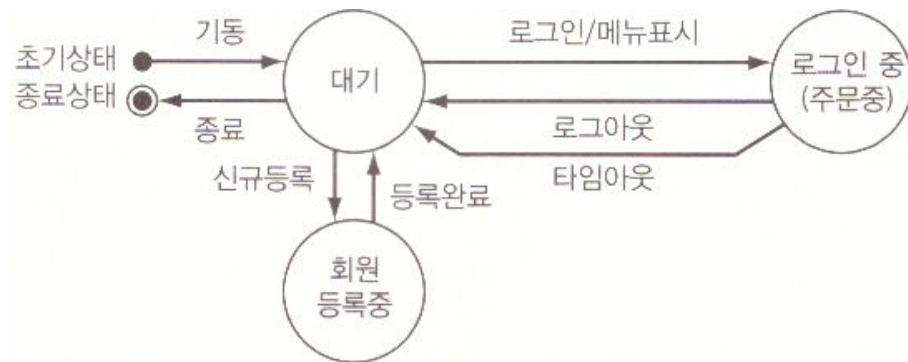 기동
로그인/메뉴표시
초기상태
대기
로그인 중
(주문중)
종료상태
종료
로그아웃
신규등록
등록완료
타임아웃
회원
등록중